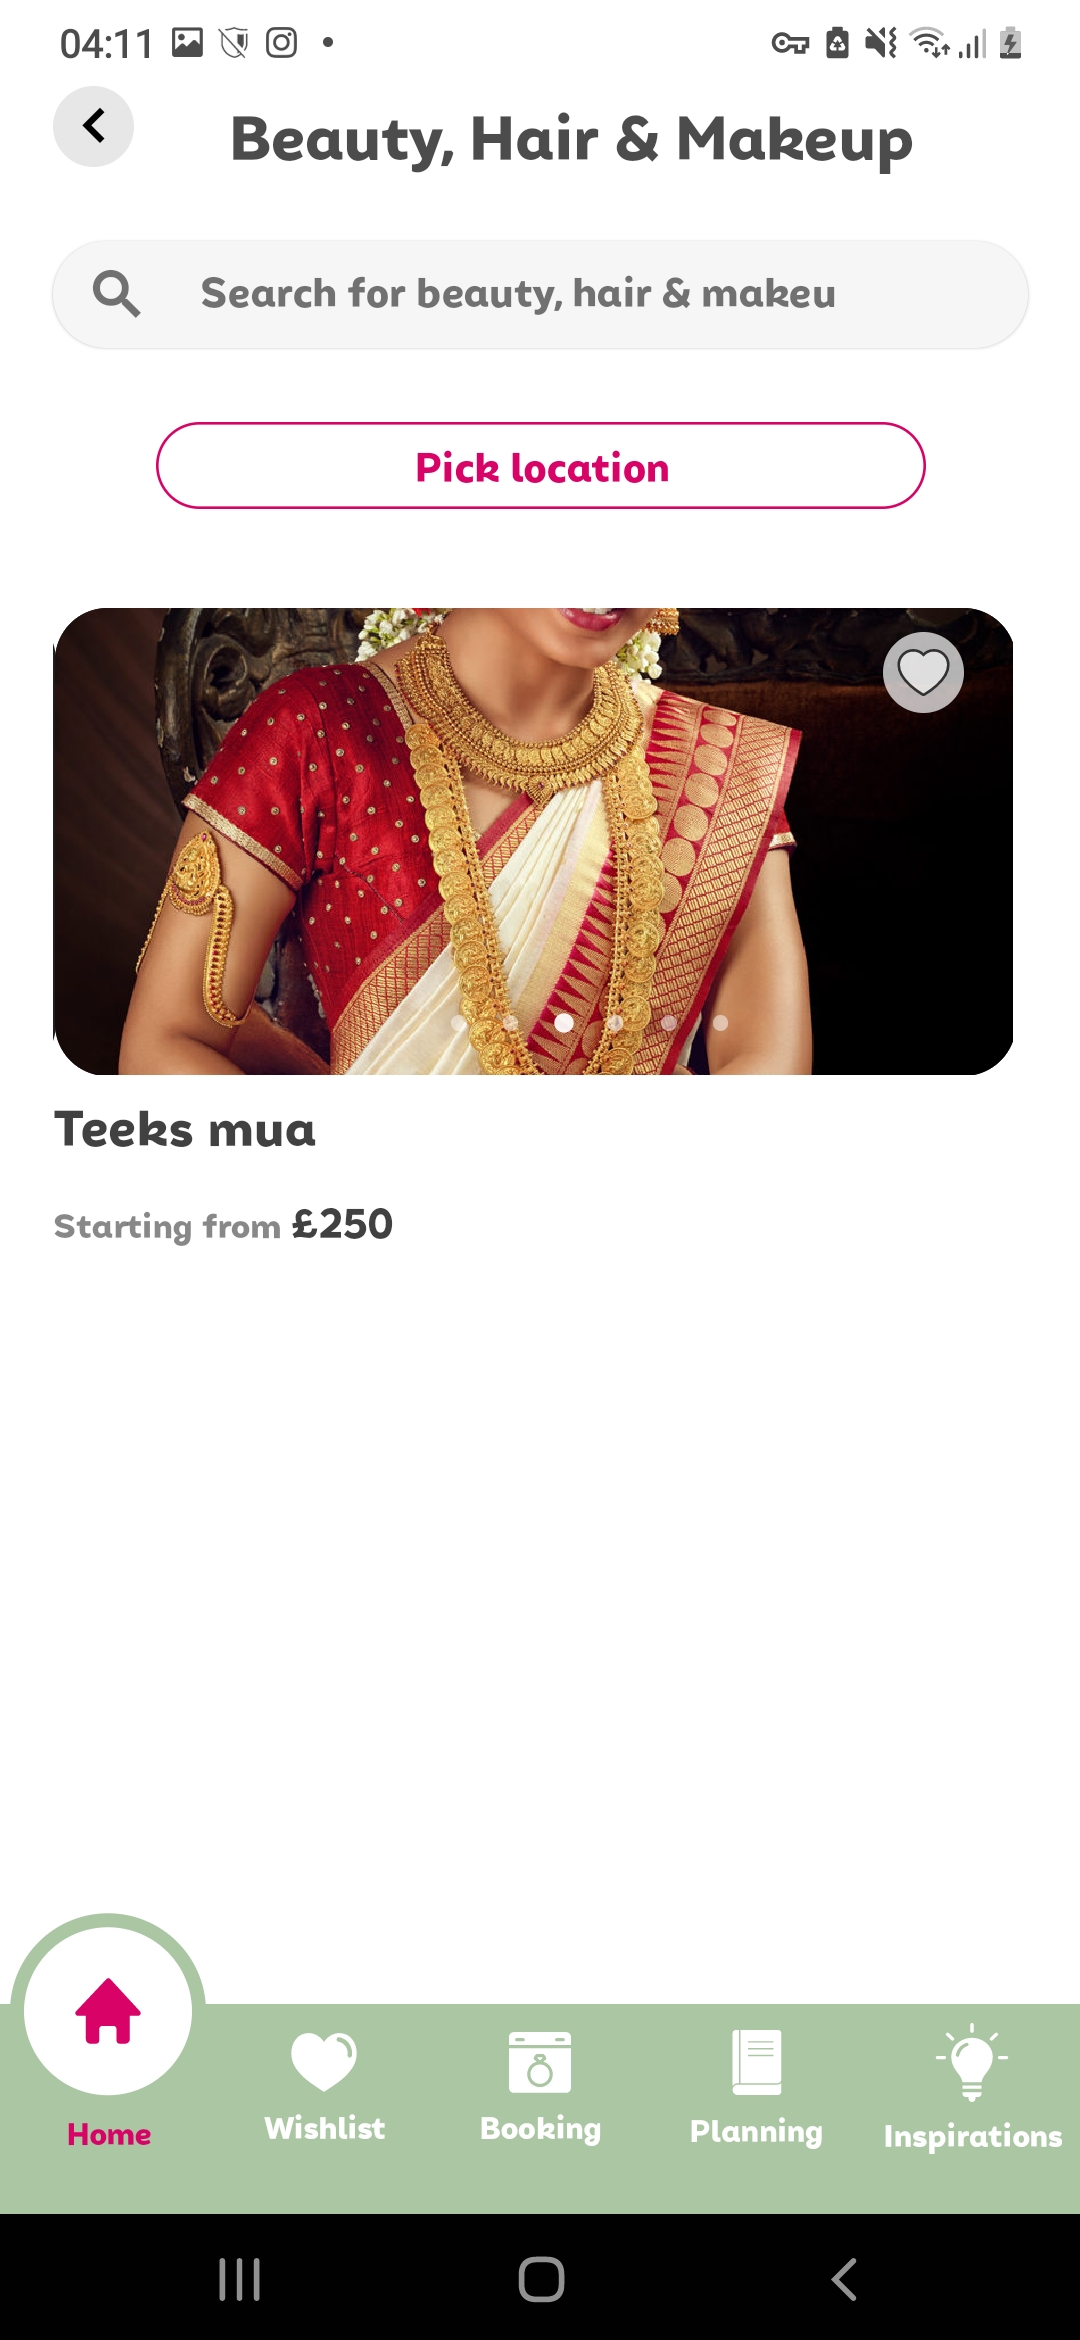 04:11
Beauty, Hair & Makeup
Search for beauty, hair & makeu
Pick location
Teeks mua
Starting from £250
Home
Wishlist
Booking
Planning
Inspirations